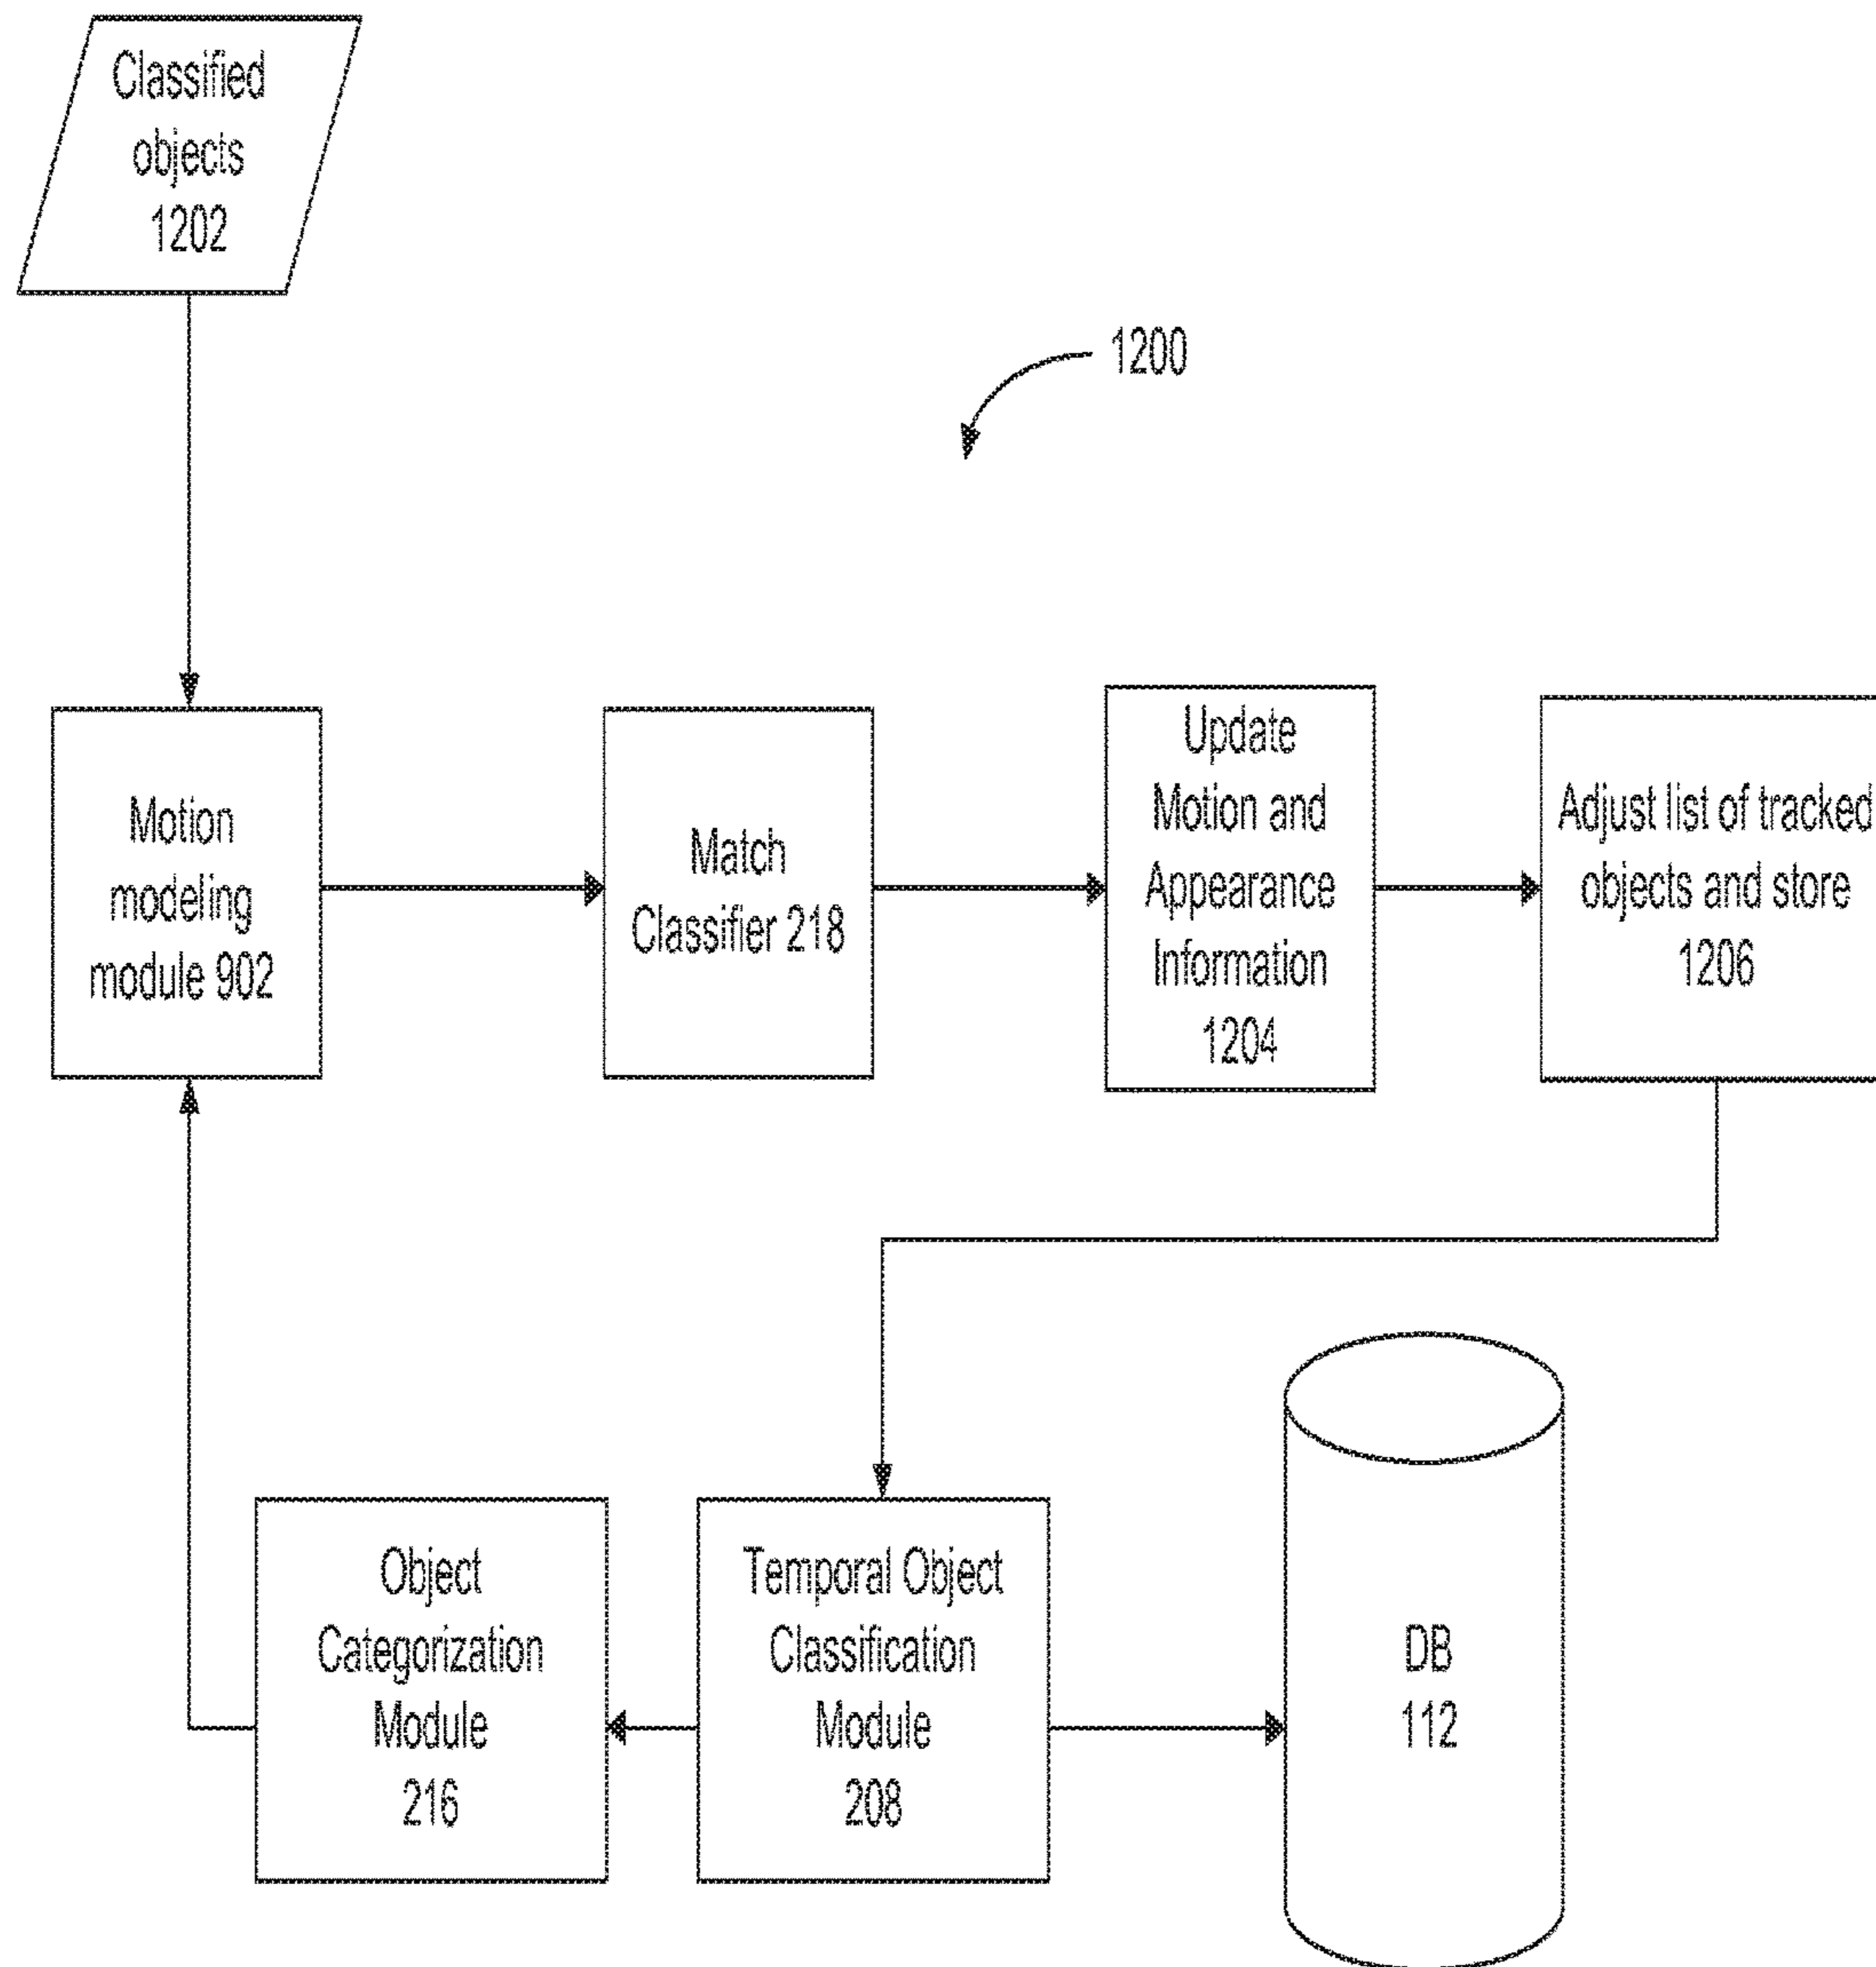 Classified
objects
1202
1200
Motion
modeling
module 902
Match
Classifier 218
Update
Motion and
Appearance
Information
1204
Adjust list of tracked
objects and store
1206
Object
Categorization
Module
216
Temporal Object
Classification
Module
208
DB
112